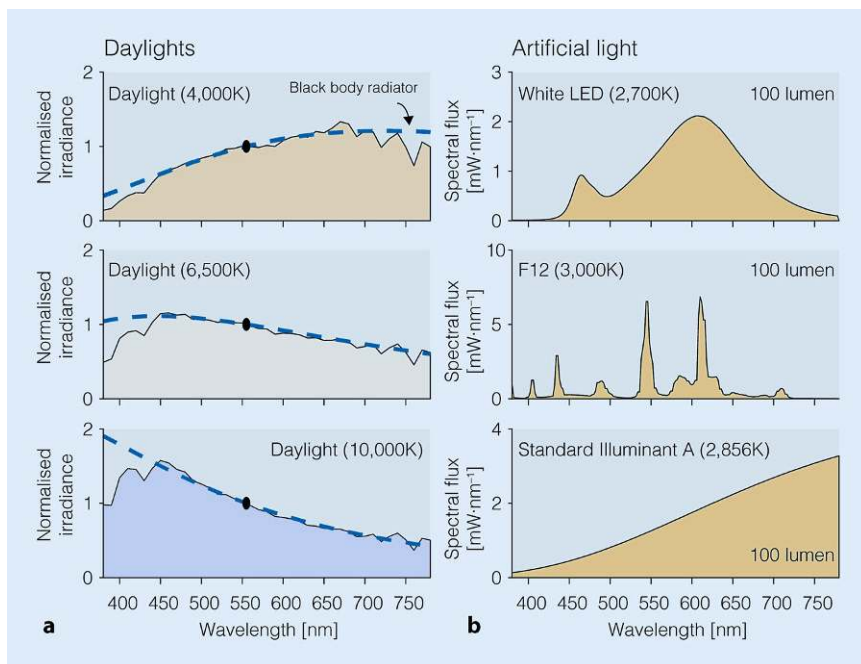 Daylights
2
Daylight (4,000K)
Black body radiator
1
0
Normalised
irradiance
2
Daylight (6,500K)
1
0
Normalised
irradiance
2
Daylight (10,000K)
1
0
Normalised
irradiance
400 450 500 550 600 650 700 750
a
Wavelength [nm]
Artificial light
3
White LED (2,700K)
100 lumen
2
1
0
Spectral flux
[mW·nm⁻¹]
10
F12 (3,000K)
100 lumen
5
0
Spectral flux
[mW·nm⁻¹]
4
Standard Illuminant A (2,856K)
2
100 lumen
0
Spectral flux
[mW·nm⁻¹]
400 450 500 550 600 650 700 750
b
Wavelength [nm]